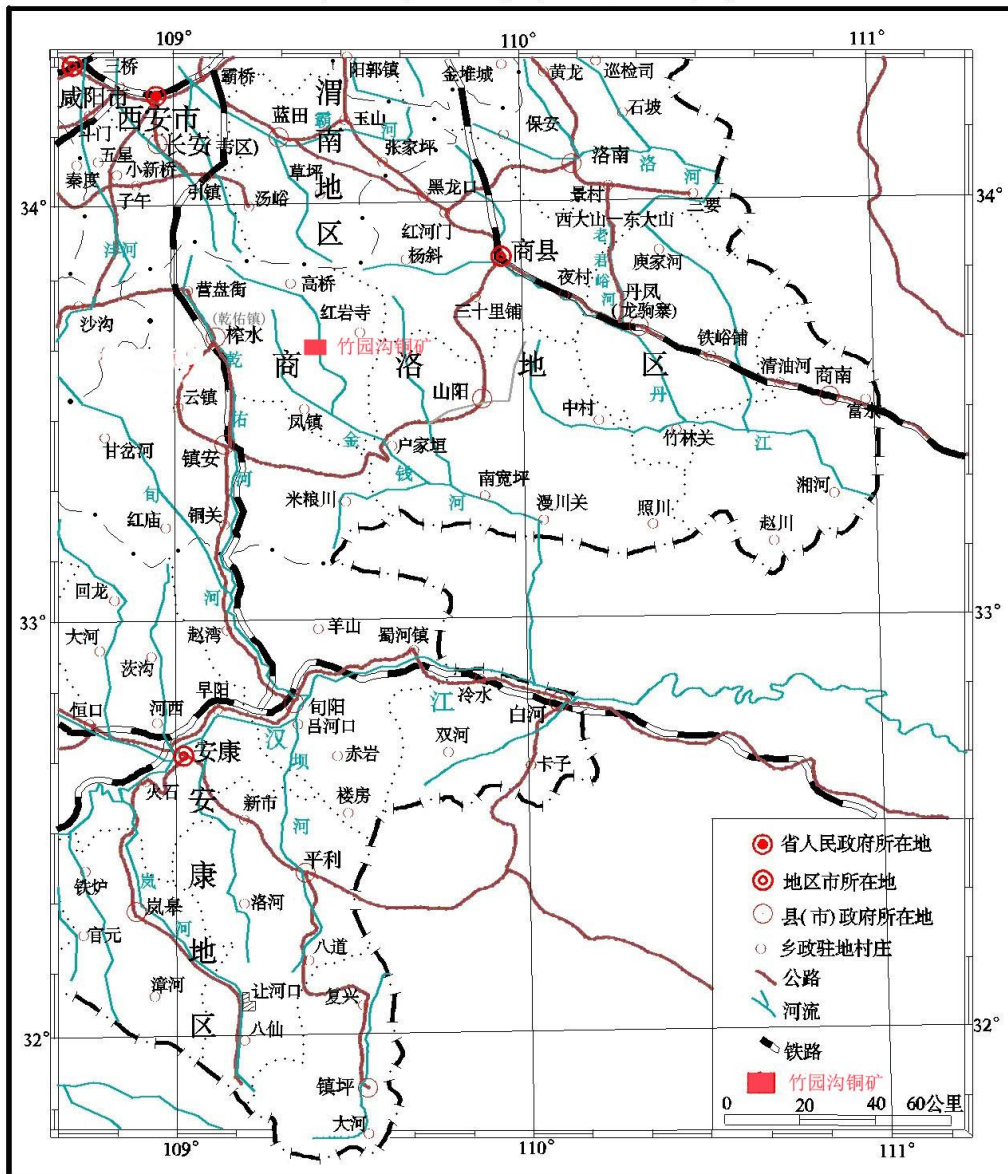 109°
110°
111°
三桥
霸桥
阳郭镇
金堆城
黄龙
巡检司
咸阳市
西安市
蓝田
渭南地区
霸河
玉山
石坡
保安
斗门
长安(韦区)
五星
小新桥
张家坪
洛南
洛河
秦度
草坪
黑龙口
景村
子午
引镇
汤峪
三要
34°
34°
红河门
西大山—东大山
沣河
杨斜
商县
老君峪河
庾家河
营盘街
高桥
夜村
丹凤
(龙驹寨)
沙沟
(乾佑镇)
红岩寺
三十里铺
柞水
竹园沟铜矿
铁峪铺
乾佑河
商洛地区
清油河
商南
云镇
山阳
丹江
富水
凤镇
中村
甘岔河
镇安
金钱河
户家垣
竹林关
旬河
米粮川
南宽坪
漫川关
照川
湘河
红庙
铜关
赵川
回龙
33°
33°
大河
赵湾
羊山
蜀河镇
茨沟
早阳
恒口
河西
旬阳
冷水
吕河口
汉江
白河
双河
安康
坝河
赤岩
卡子
火石
安康地区
新市
楼房
平利
铁炉
岚河
岚皋
洛河
官元
八道
漳河
让河口
复兴
32°
32°
八仙
镇坪
大河
省人民政府所在地
地区市所在地
县(市)政府所在地
乡政驻地村庄
公路
河流
铁路
竹园沟铜矿
0 20 40 60公里
109°
110°
111°